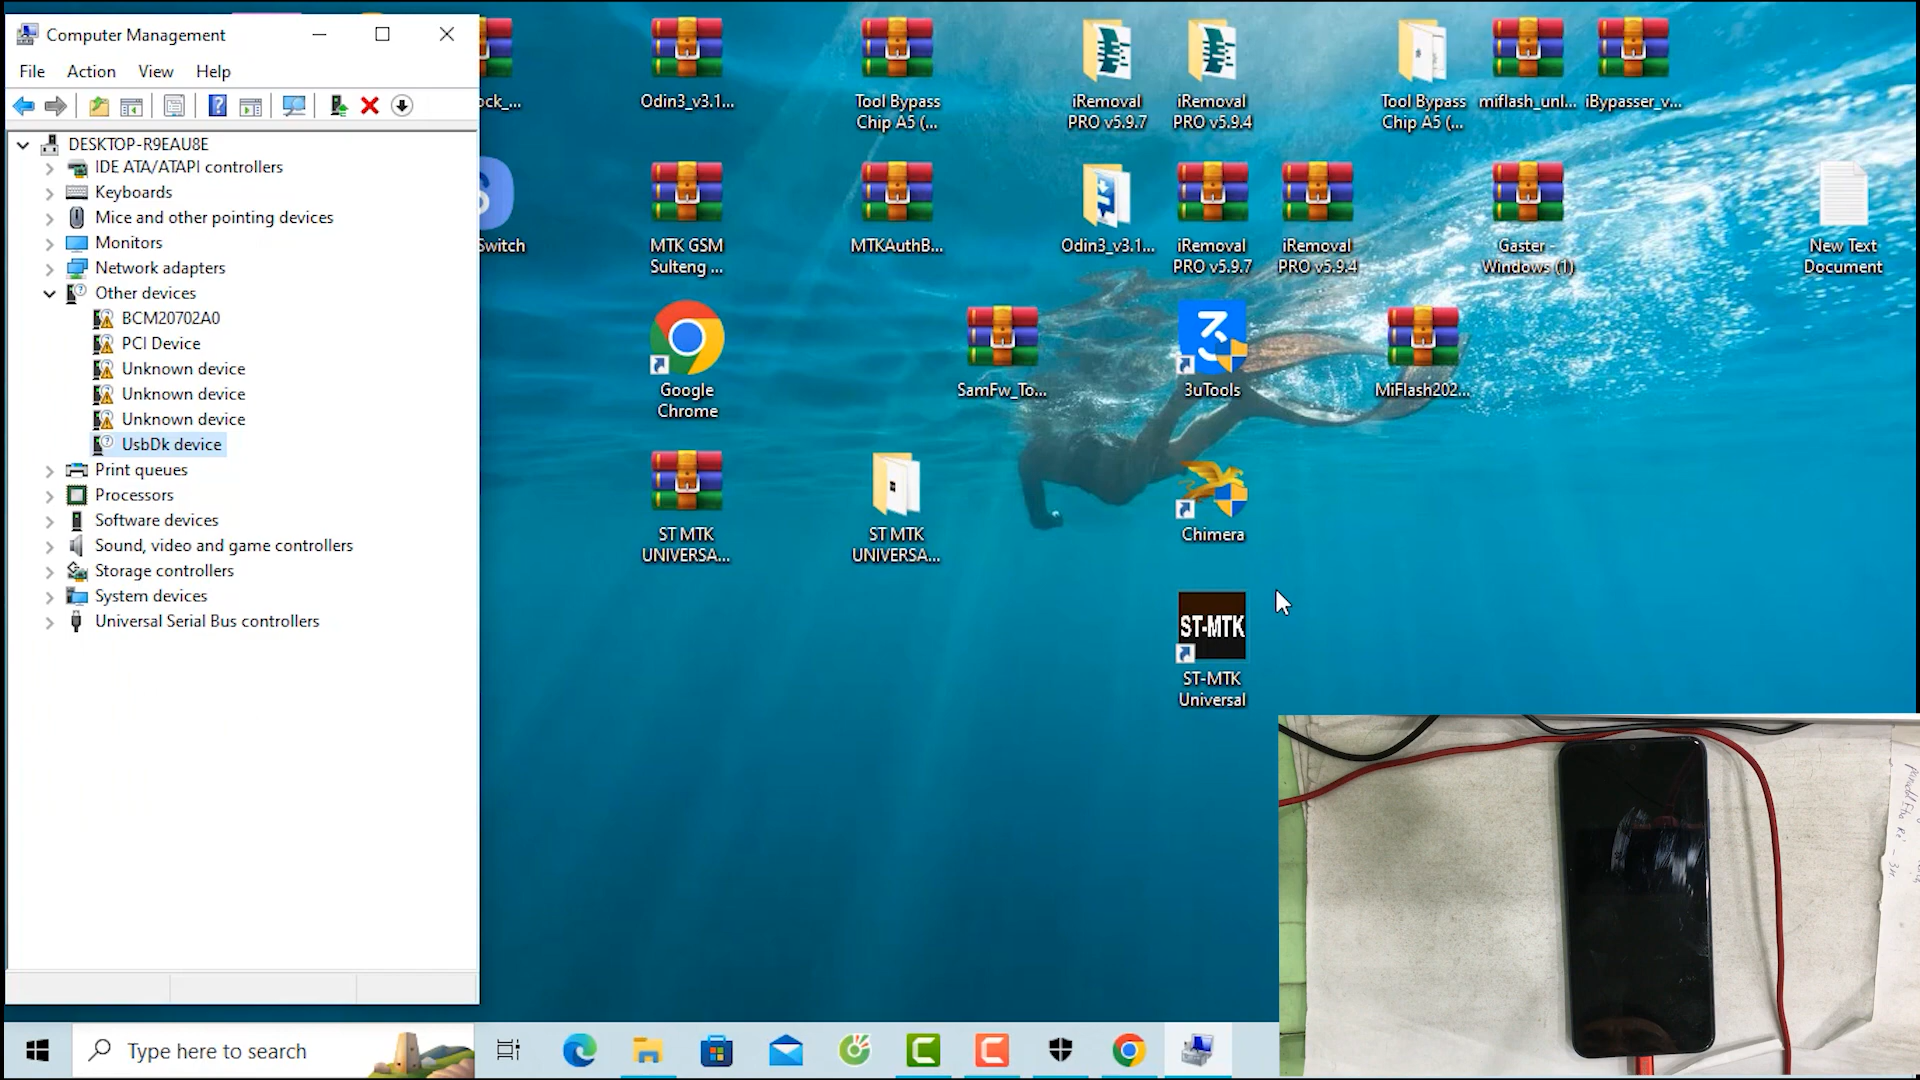 Computer Management
File Action View Help
DESKTOP-R9EAU8E
IDE ATA/ATAPI controllers
Keyboards
Mice and other pointing devices
Monitors
Network adapters
Other devices
BCM20702A0
PCI Device
Unknown device
Unknown device
Unknown device
UsbDk device
Print queues
Processors
Software devices
Sound, video and game controllers
Storage controllers
System devices
Universal Serial Bus controllers
ock_...
Odin3_v3.1...
Tool Bypass
Chip A5 (...
iRemoval
PRO v5.9.7
iRemoval
PRO v5.9.4
Tool Bypass
Chip A5 (...
miflash_unl...
iBypasser_v...
Switch
MTK GSM
Sulteng ...
MTKAuthB...
Odin3_v3.1...
iRemoval
PRO v5.9.7
iRemoval
PRO v5.9.4
Gaster -
Windows (1)
New Text
Document
Google
Chrome
SamFw_To...
3uTools
MiFlash202...
ST MTK
UNIVERSA...
ST MTK
UNIVERSA...
Chimera
ST-MTK
ST-MTK
Universal
Type here to search